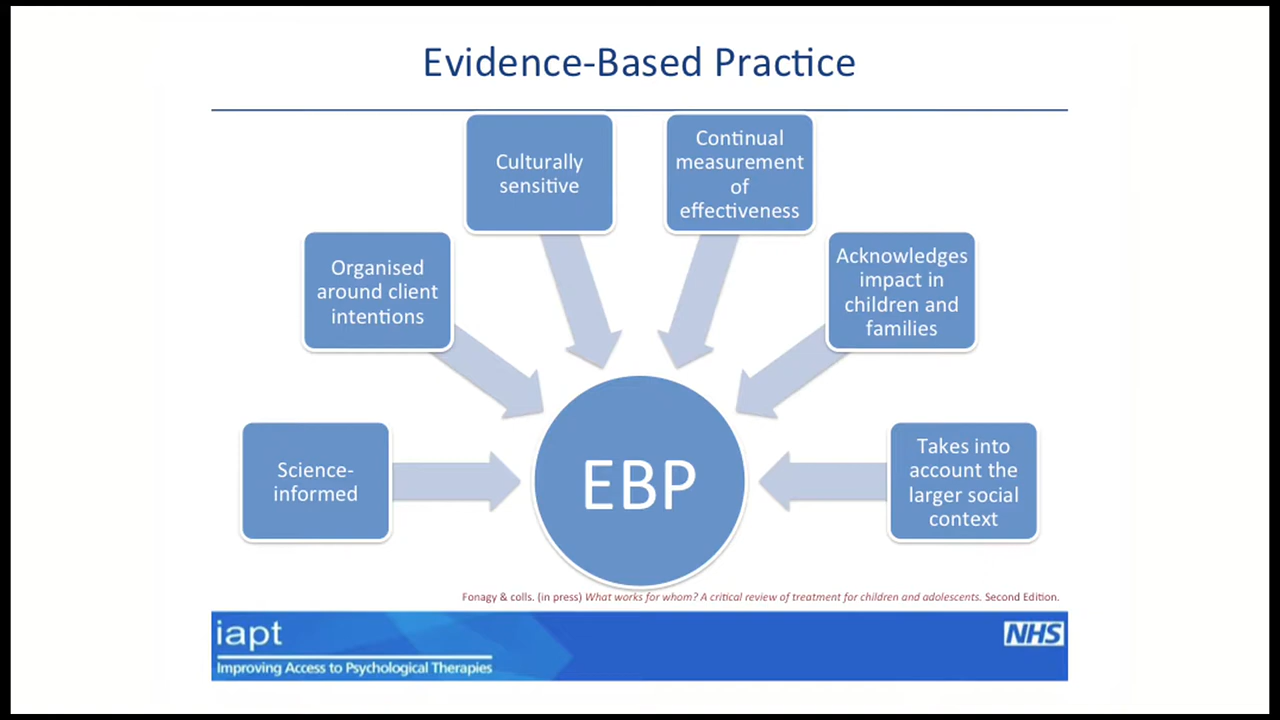 Evidence-Based Practice
Culturally
sensitive
Continual
measurement
of
effectiveness
Organised
around client
intentions
Acknowledges
impact in
children and
families
Science-
informed
EBP
Takes into
account the
larger social
context
Fonagy & colls. (in press) What works for whom? A critical review of treatment for children and adolescents. Second Edition.
iapt
Improving Access to Psychological Therapies
NHS